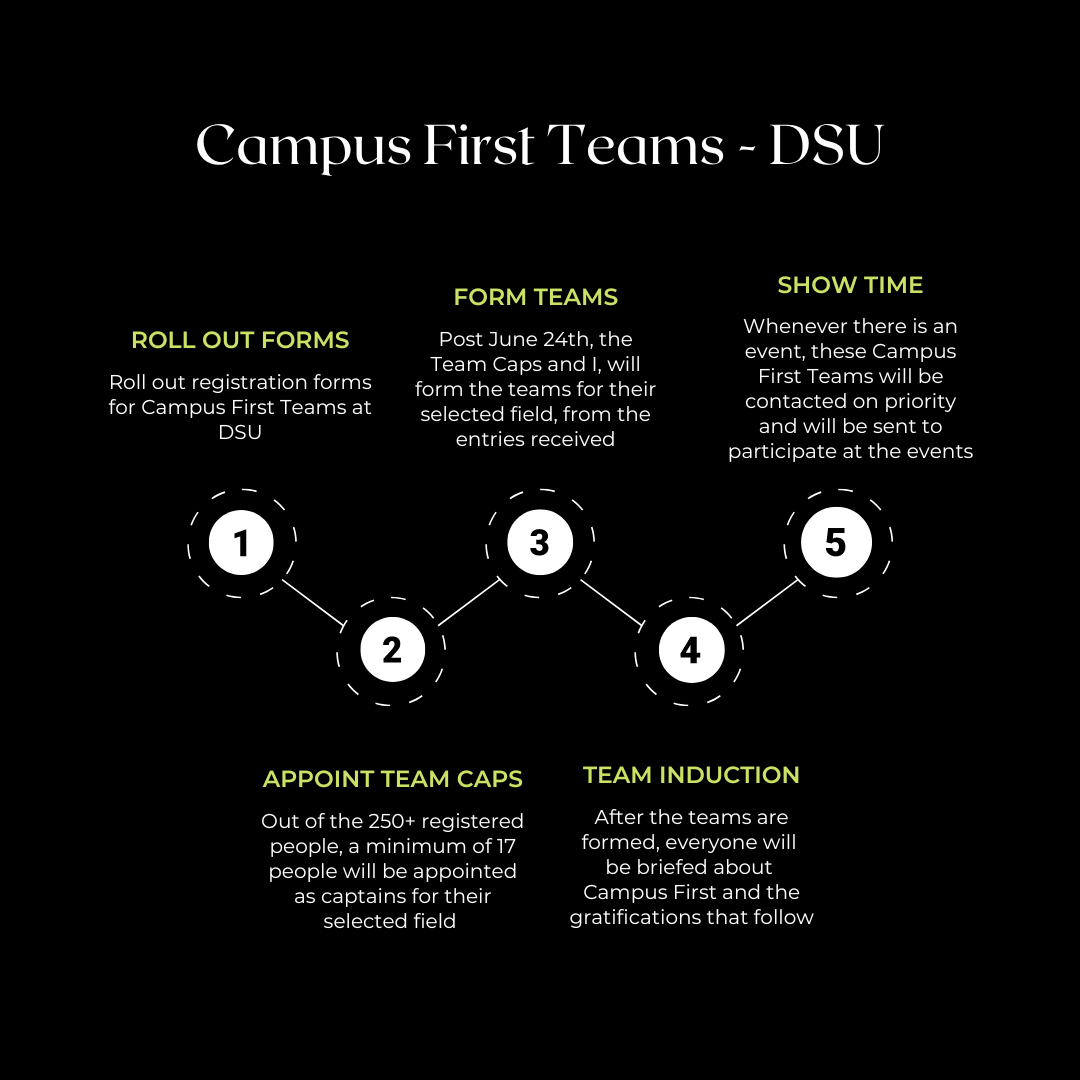 Campus First Teams - DSU
ROLL OUT FORMS
Roll out registration forms
for Campus First Teams at
DSU
FORM TEAMS
Post June 24th, the
Team Caps and I, will
form the teams for their
selected field, from the
entries received
SHOW TIME
Whenever there is an
event, these Campus
First Teams will be
contacted on priority
and will be sent to
participate at the events
1
2
3
4
5
APPOINT TEAM CAPS
Out of the 250+ registered
people, a minimum of 17
people will be appointed
as captains for their
selected field
TEAM INDUCTION
After the teams are
formed, everyone will
be briefed about
Campus First and the
gratifications that follow